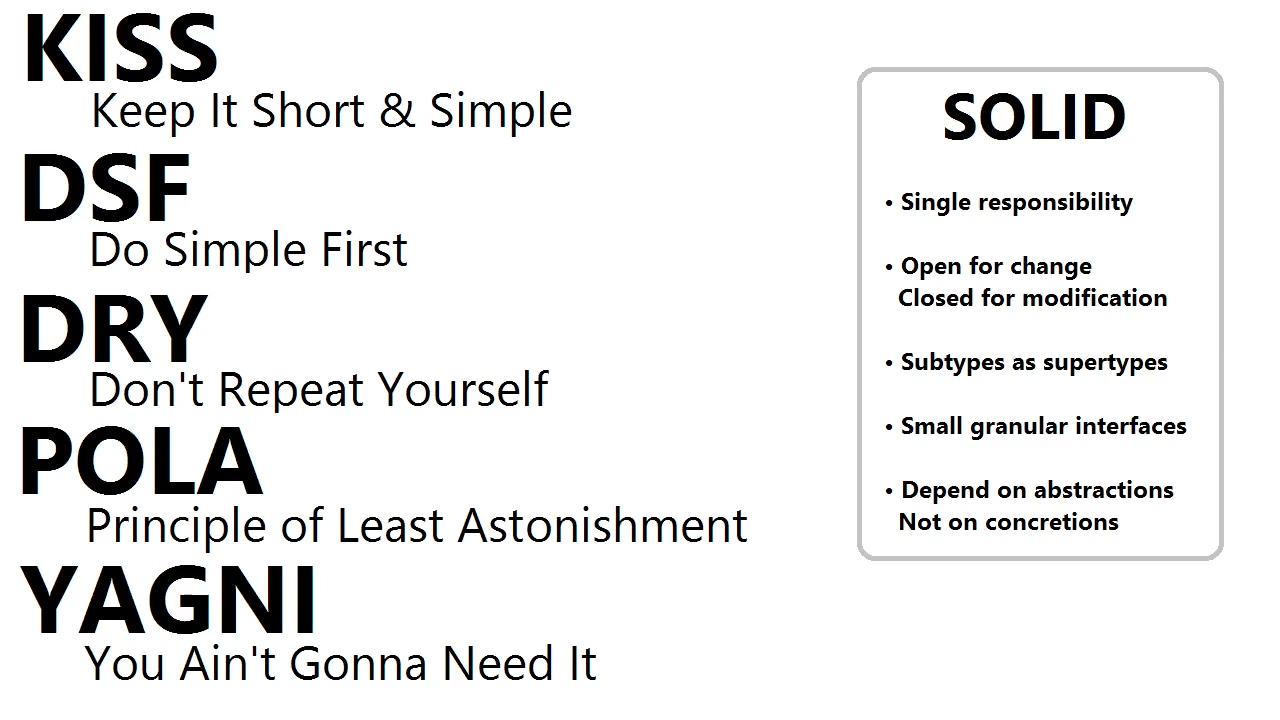 KISS
Keep It Short & Simple
DSF
Do Simple First
DRY
Don't Repeat Yourself
POLA
Principle of Least Astonishment
YAGNI
You Ain't Gonna Need It
SOLID
• Single responsibility
• Open for change
Closed for modification
• Subtypes as supertypes
• Small granular interfaces
• Depend on abstractions
Not on concretions